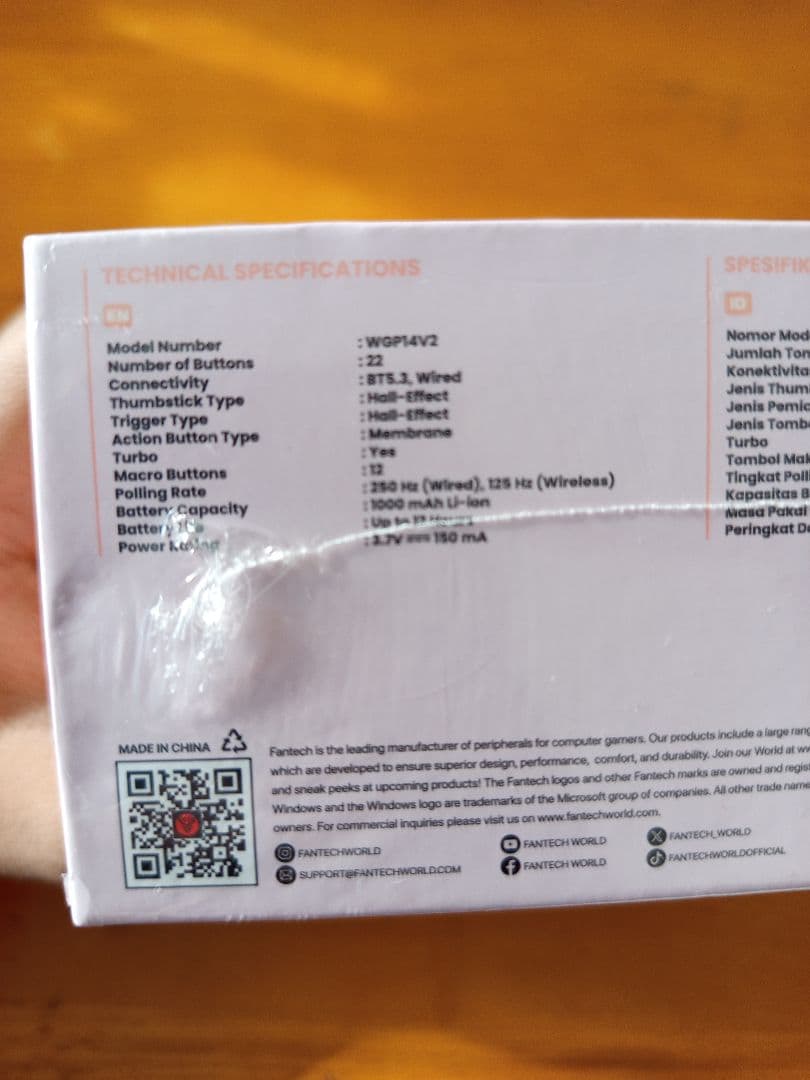 TECHNICAL SPECIFICATIONS
EN
Model Number : WGP14V2
Number of Buttons : 22
Connectivity : BT5.3, Wired
Thumbstick Type : Hall-Effect
Trigger Type : Hall-Effect
Action Button Type : Membrane
Turbo : Yes
Macro Buttons : 12
Polling Rate : 250 Hz (Wired), 125 Hz (Wireless)
Battery Capacity : 1000 mAh Li-ion
Battery : Up to
Power : 3.7V ⎓ 150 mA
SPESIFIK
ID
Nomor Mod
Jumlah Tom
Konektivita
Jenis Thum
Jenis Pemic
Jenis Tomb
Turbo
Tombol Mak
Tingkat Poll
Kapasitas B
Masa Pakai
Peringkat Da
MADE IN CHINA
Fantech is the leading manufacturer of peripherals for computer gamers. Our products include a large rang
which are developed to ensure superior design, performance, comfort, and durability. Join our World at ww
and sneak peeks at upcoming products! The Fantech logos and other Fantech marks are owned and regist
Windows and the Windows logo are trademarks of the Microsoft group of companies. All other trade name
owners. For commercial inquiries please visit us on www.fantechworld.com.
FANTECHWORLD
FANTECH WORLD
FANTECH_WORLD
SUPPORT@FANTECHWORLD.COM
FANTECH WORLD
FANTECHWORLDOFFICIAL